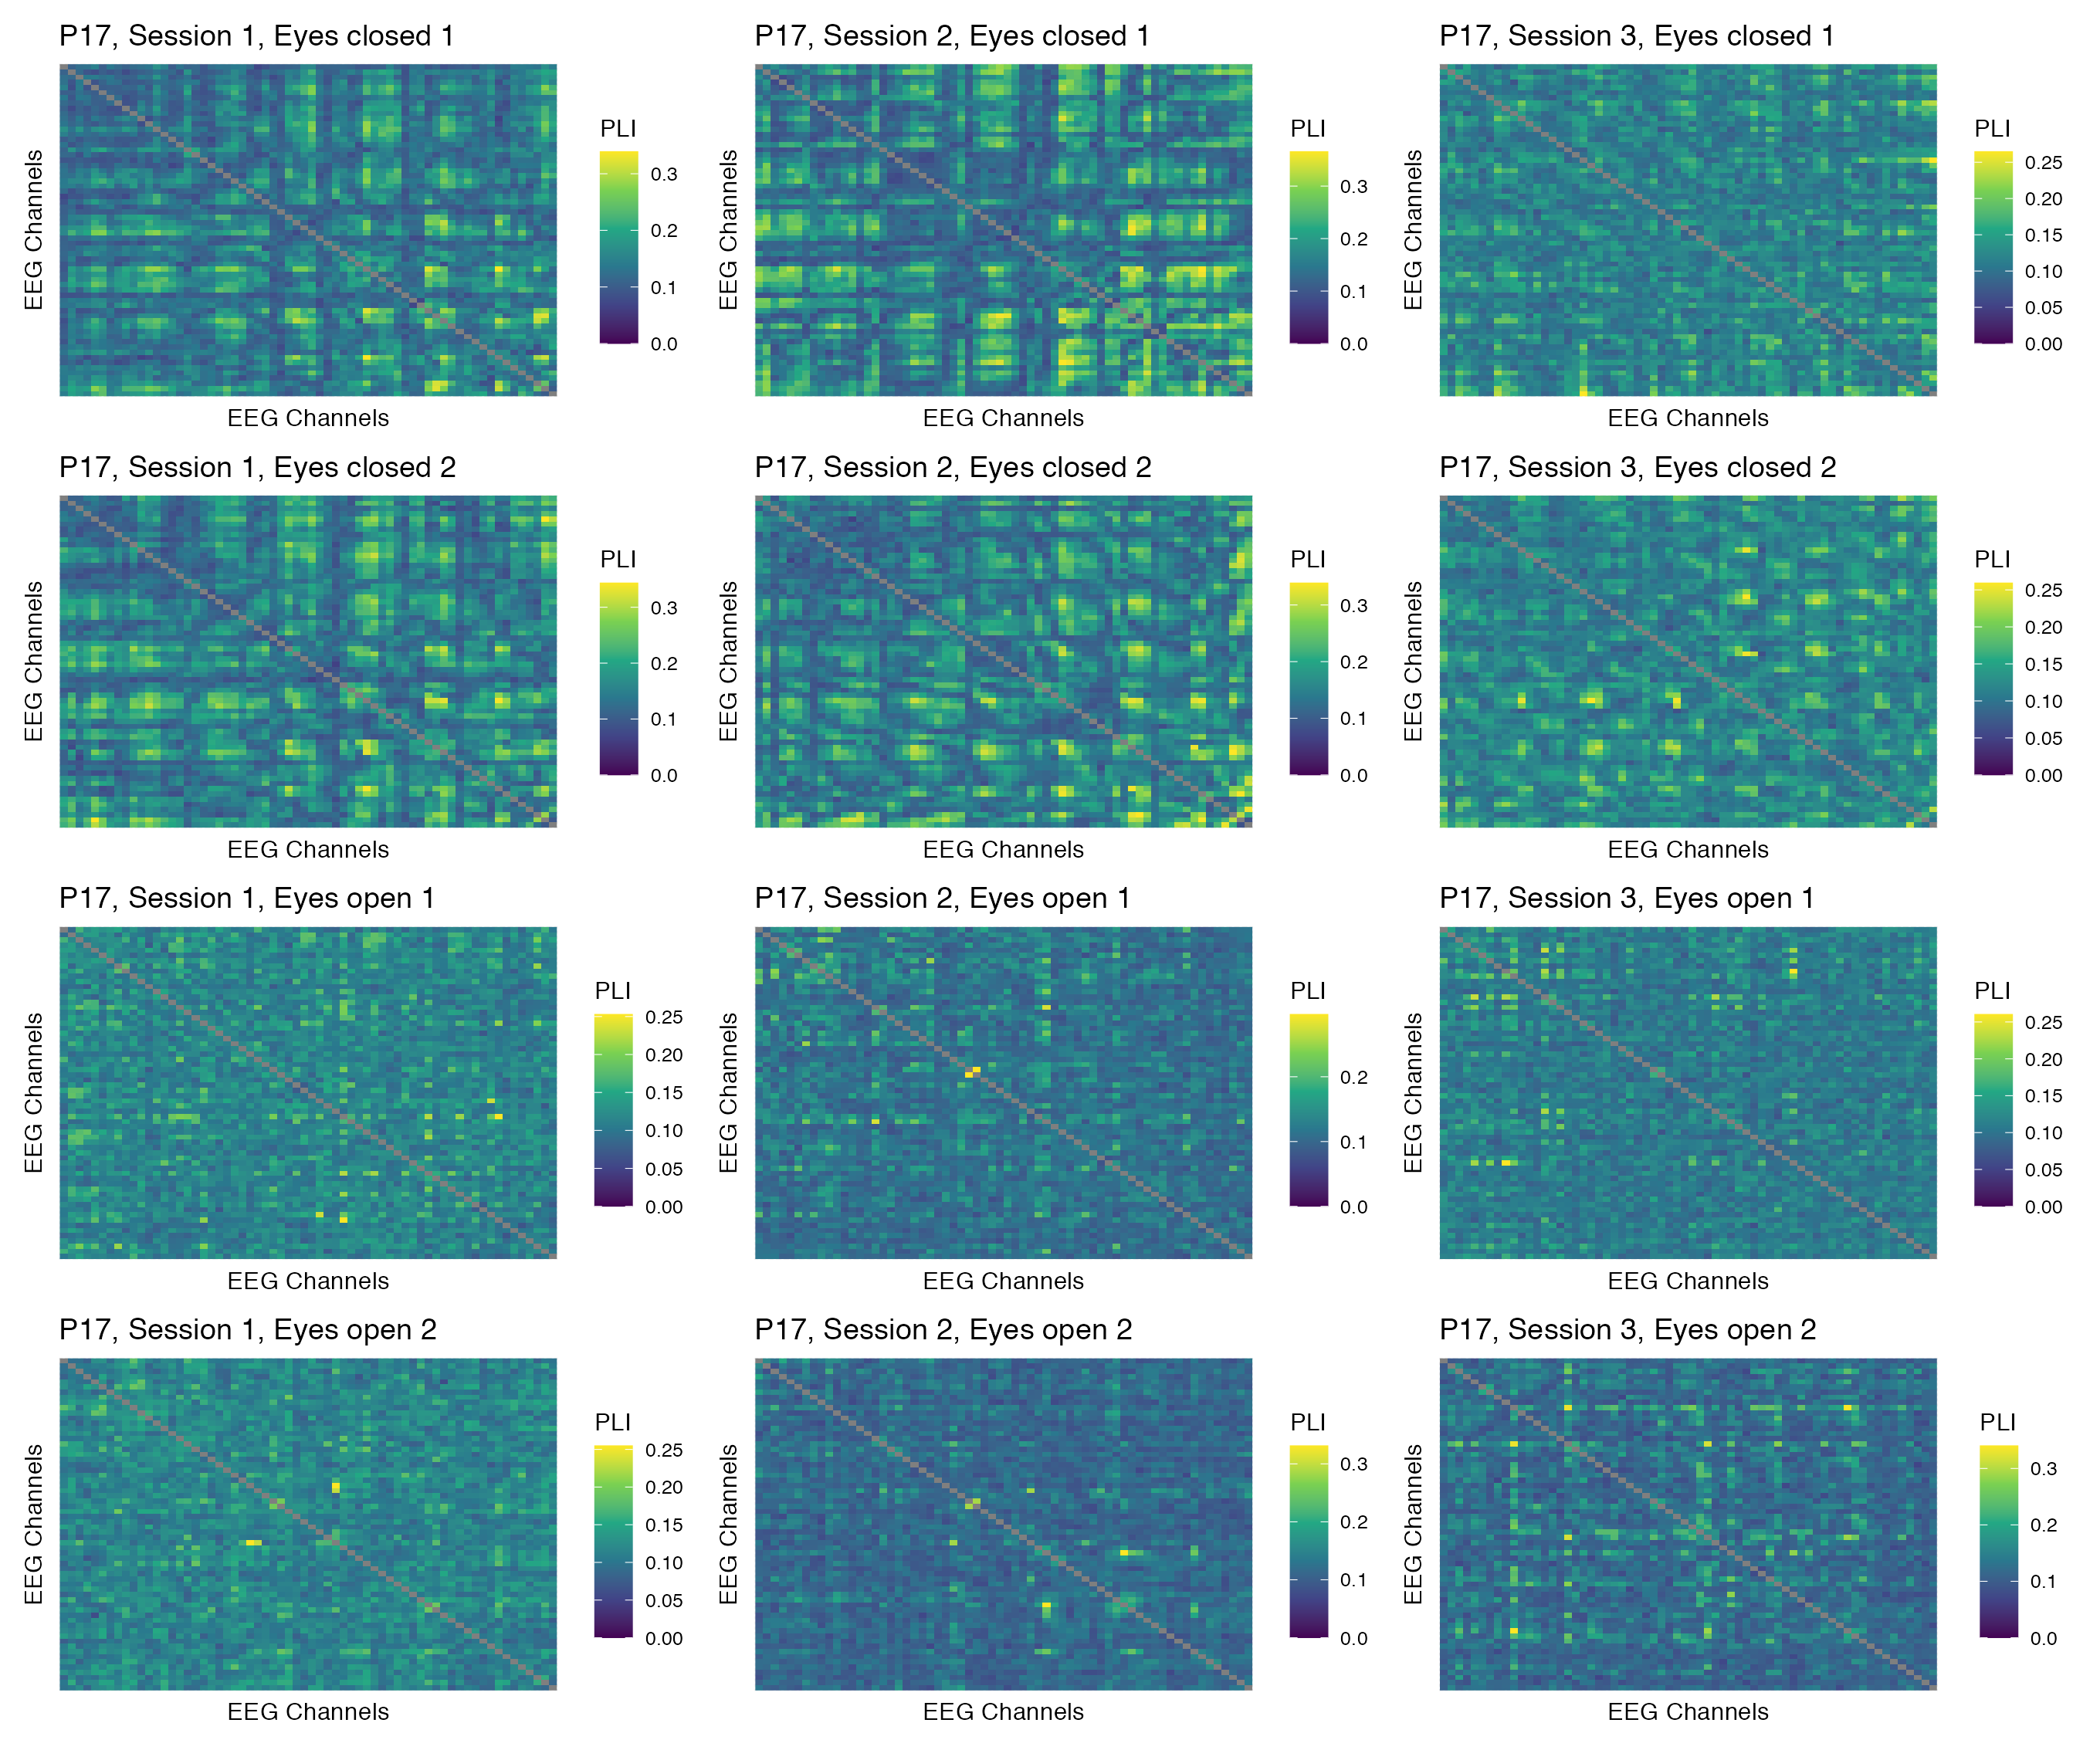 P17, Session 1, Eyes closed 1
EEG Channels
EEG Channels
PLI
0.3
0.2
0.1
0.0
P17, Session 2, Eyes closed 1
EEG Channels
EEG Channels
PLI
0.3
0.2
0.1
0.0
P17, Session 3, Eyes closed 1
EEG Channels
EEG Channels
PLI
0.25
0.20
0.15
0.10
0.05
0.00
P17, Session 1, Eyes closed 2
EEG Channels
EEG Channels
PLI
0.3
0.2
0.1
0.0
P17, Session 2, Eyes closed 2
EEG Channels
EEG Channels
PLI
0.3
0.2
0.1
0.0
P17, Session 3, Eyes closed 2
EEG Channels
EEG Channels
PLI
0.25
0.20
0.15
0.10
0.05
0.00
P17, Session 1, Eyes open 1
EEG Channels
EEG Channels
PLI
0.25
0.20
0.15
0.10
0.05
0.00
P17, Session 2, Eyes open 1
EEG Channels
EEG Channels
PLI
0.2
0.1
0.0
P17, Session 3, Eyes open 1
EEG Channels
EEG Channels
PLI
0.25
0.20
0.15
0.10
0.05
0.00
P17, Session 1, Eyes open 2
EEG Channels
EEG Channels
PLI
0.25
0.20
0.15
0.10
0.05
0.00
P17, Session 2, Eyes open 2
EEG Channels
EEG Channels
PLI
0.3
0.2
0.1
0.0
P17, Session 3, Eyes open 2
EEG Channels
EEG Channels
PLI
0.3
0.2
0.1
0.0